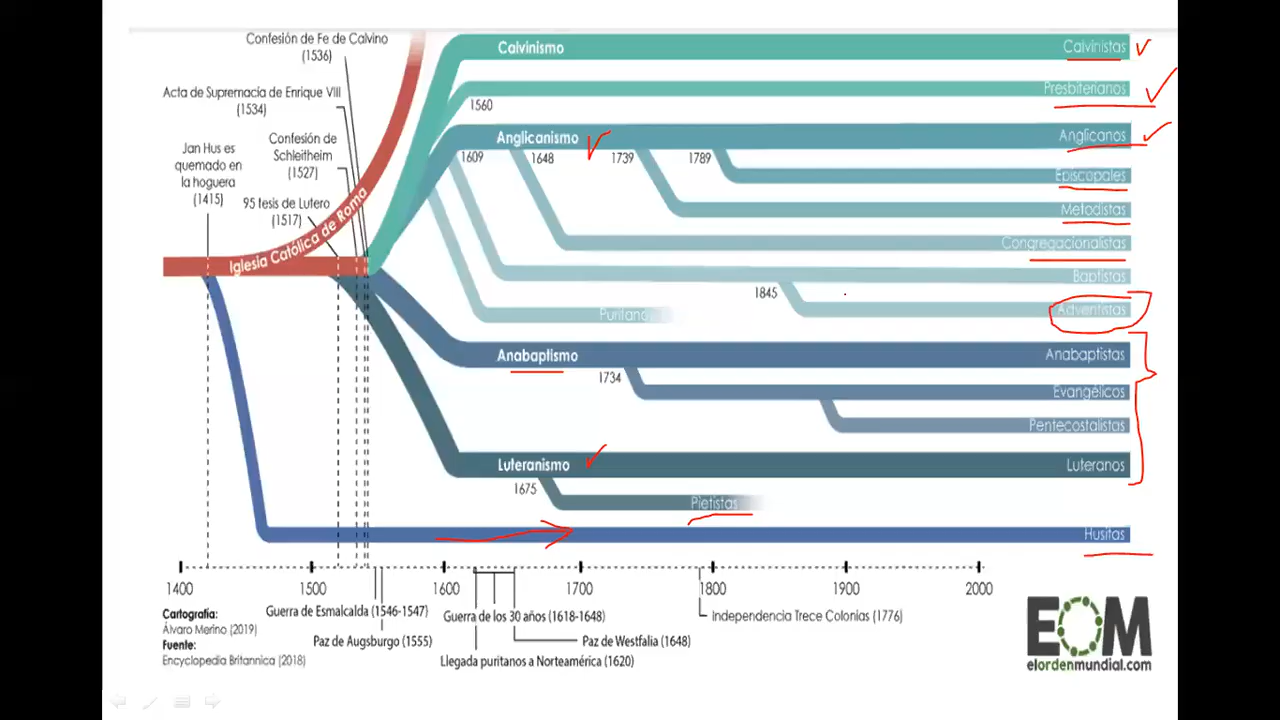 Confesión de Fe de Calvino
(1536)
Calvinismo
Calvinistas
Acta de Supremacía de Enrique VIII
(1534)
Presbiterianos
1560
Confesión de
Schleitheim
(1527)
Anglicanismo
Anglicanos
Jan Hus es
quemado en
la hoguera
(1415)
1609
1648
1739
1789
Episcopales
95 tesis de Lutero
(1517)
Metodistas
Iglesia Católica de Roma
Congregacionalistas
Baptistas
1845
Adventistas
Puritanos
Anabaptismo
Anabaptistas
1734
Evangélicos
Pentecostalistas
Luteranismo
Luteranos
1675
Pietistas
Husitas
1400
1500
1600
1700
1800
1900
2000
Cartografía:
Álvaro Merino (2019)
Fuente:
Encyclopedia Britannica (2018)
Guerra de Esmalcalda (1546-1547)
Paz de Augsburgo (1555)
Guerra de los 30 años (1618-1648)
Paz de Westfalia (1648)
Llegada puritanos a Norteamérica (1620)
Independencia Trece Colonias (1776)
EOM
elordenmundial.com